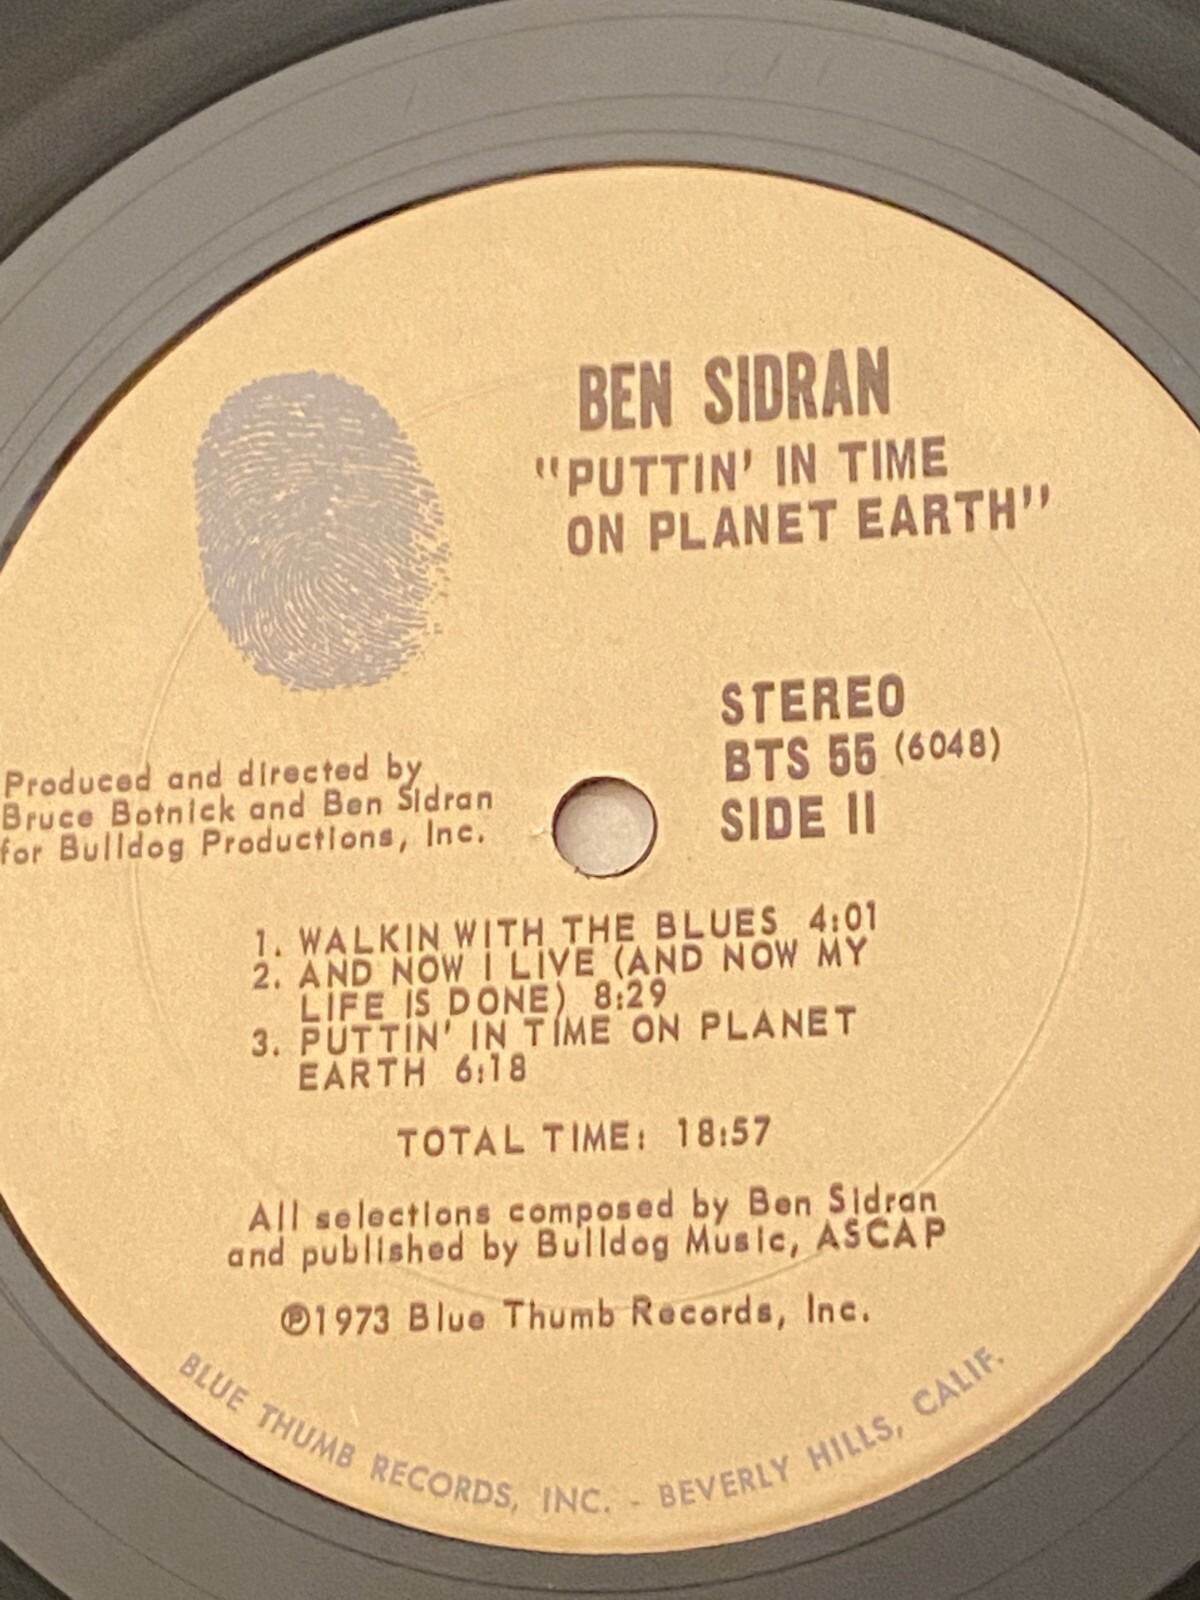 BEN SIDRAN
"PUTTIN' IN TIME
ON PLANET EARTH"
STEREO
BTS 55 (6048)
SIDE II
Produced and directed by
Bruce Botnick and Ben Sidran
for Bulldog Productions, Inc.
1. WALKIN WITH THE BLUES 4:01
2. AND NOW I LIVE (AND NOW MY
LIFE IS DONE) 8:29
3. PUTTIN' IN TIME ON PLANET
EARTH 6:18
TOTAL TIME: 18:57
All selections composed by Ben Sidran
and published by Bulldog Music, ASCAP
℗1973 Blue Thumb Records, Inc.
BLUE THUMB RECORDS, INC. - BEVERLY HILLS, CALIF.